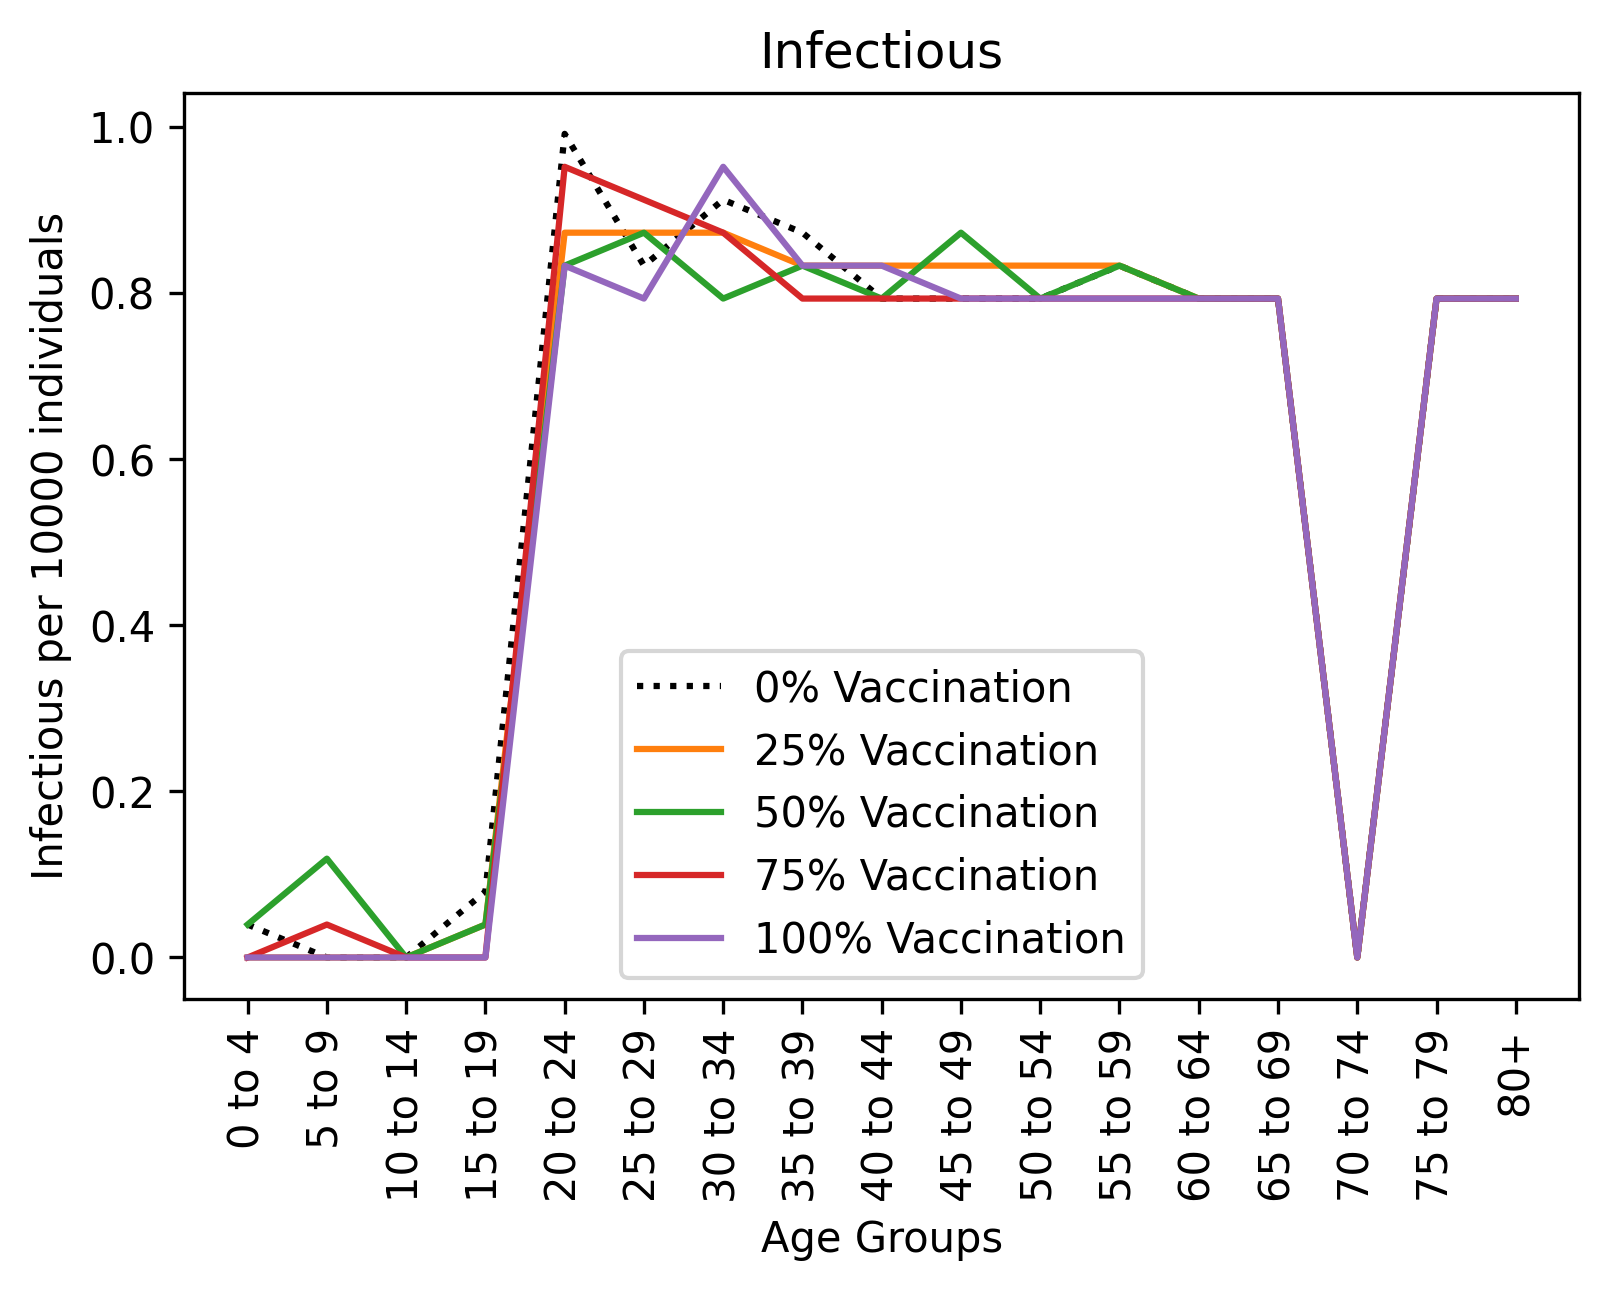 Infectious
Infectious per 10000 individuals
1.0
0.8
0.6
0.4
0.2
0.0
0% Vaccination
25% Vaccination
50% Vaccination
75% Vaccination
100% Vaccination
0 to 4
5 to 9
10 to 14
15 to 19
20 to 24
25 to 29
30 to 34
35 to 39
40 to 44
45 to 49
50 to 54
55 to 59
60 to 64
65 to 69
70 to 74
75 to 79
80+
Age Groups